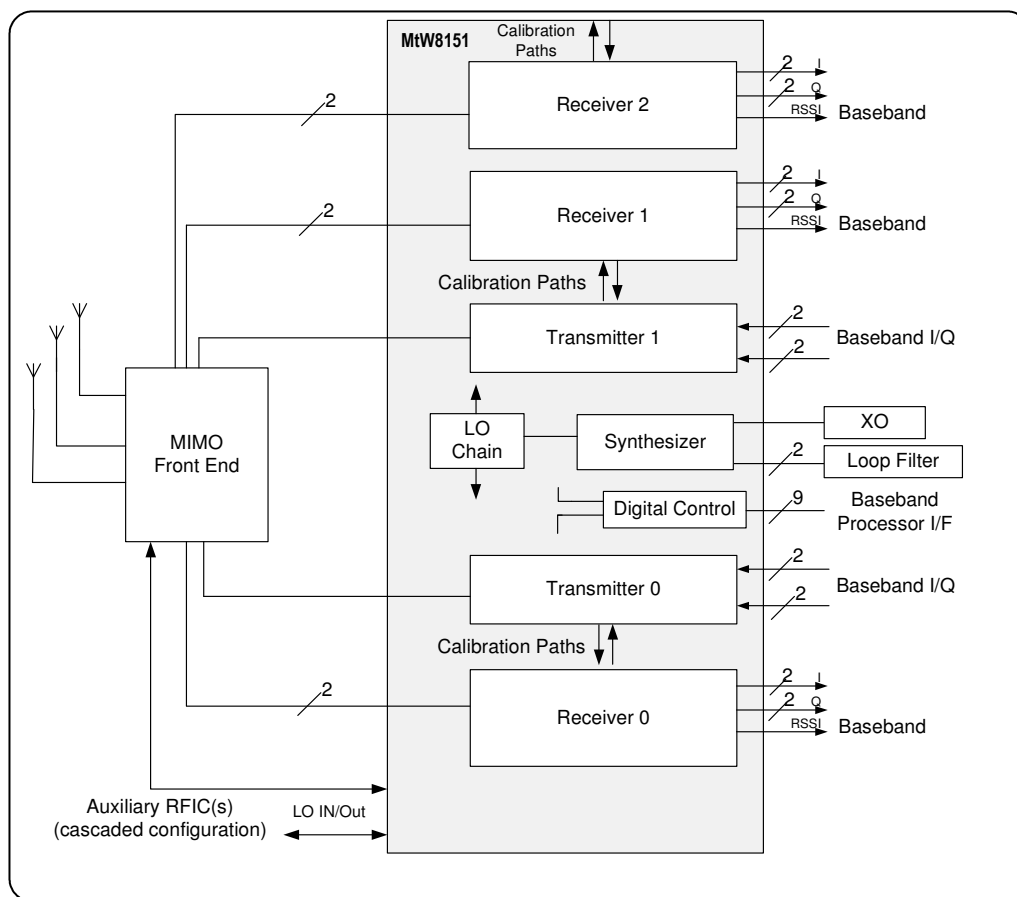 MtW8151
Calibration
Paths
2
Receiver 2
2
I
2
Q
RSSI
Baseband
2
Receiver 1
2
I
2
Q
RSSI
Baseband
Calibration Paths
Transmitter 1
2
2
Baseband I/Q
MIMO
Front End
LO
Chain
Synthesizer
XO
2
Loop Filter
Digital Control
9
Baseband
Processor I/F
Transmitter 0
2
2
Baseband I/Q
Calibration Paths
2
Receiver 0
2
I
2
Q
RSSI
Baseband
Auxiliary RFIC(s)
(cascaded configuration)
LO IN/Out